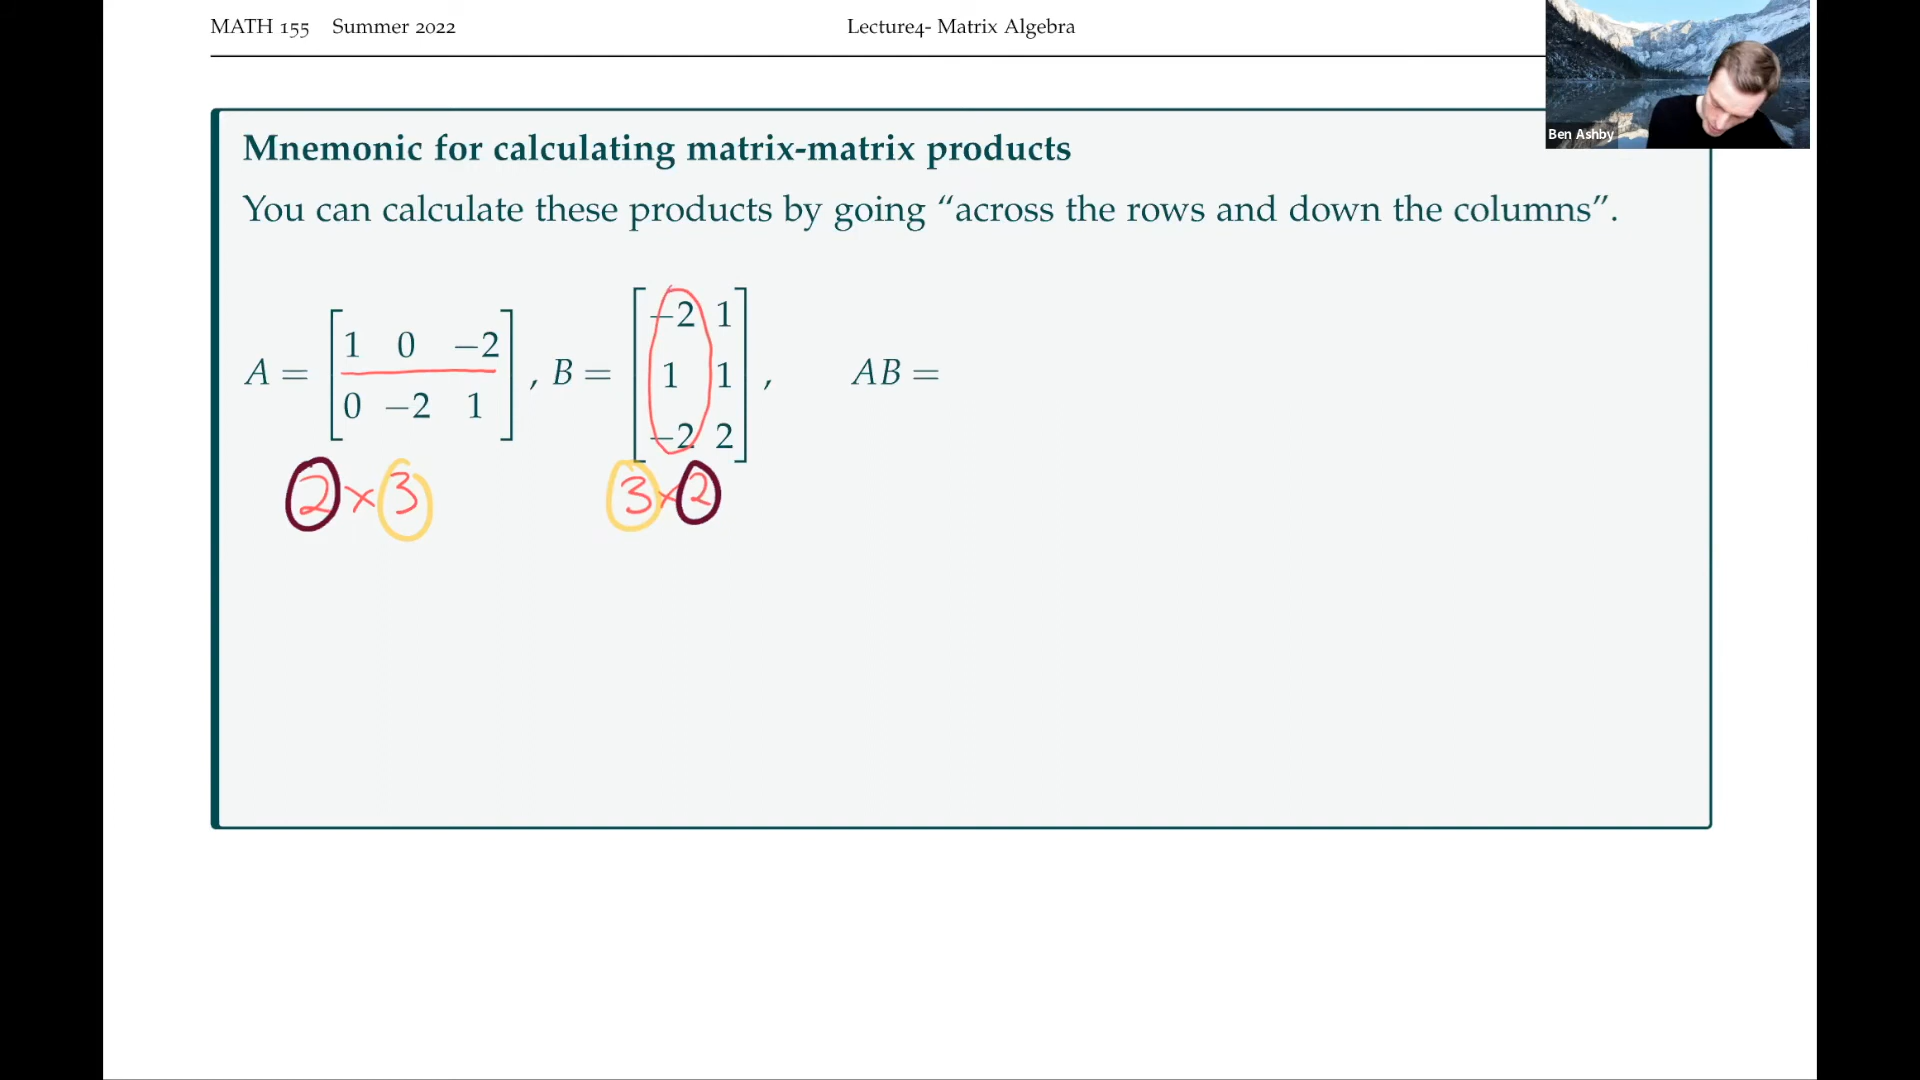 MATH 155 Summer 2022 Lecture4- Matrix Algebra
Ben Ashby
Mnemonic for calculating matrix-matrix products
You can calculate these products by going “across the rows and down the columns”.
A = [1 0 −2
0 −2 1] , B = [−2 1
1 1
−2 2] , AB =
2 × 3 3 × 2